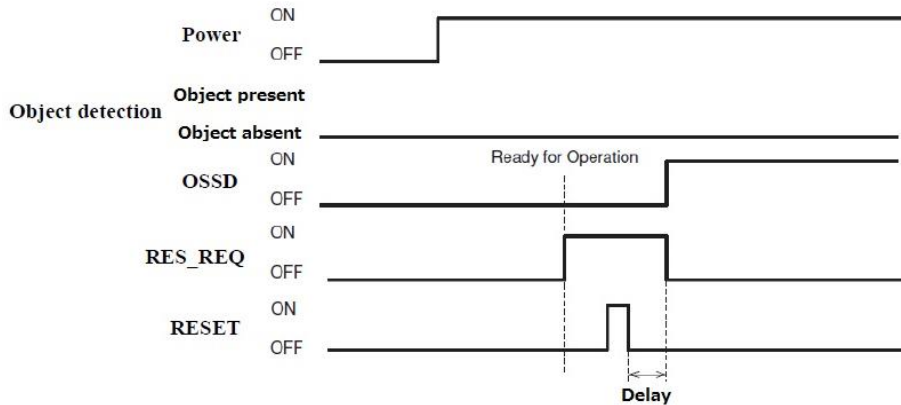 ON
Power
OFF
Object present
Object detection
Object absent
ON
Ready for Operation
OSSD
OFF
ON
RES_REQ
OFF
ON
RESET
OFF
Delay